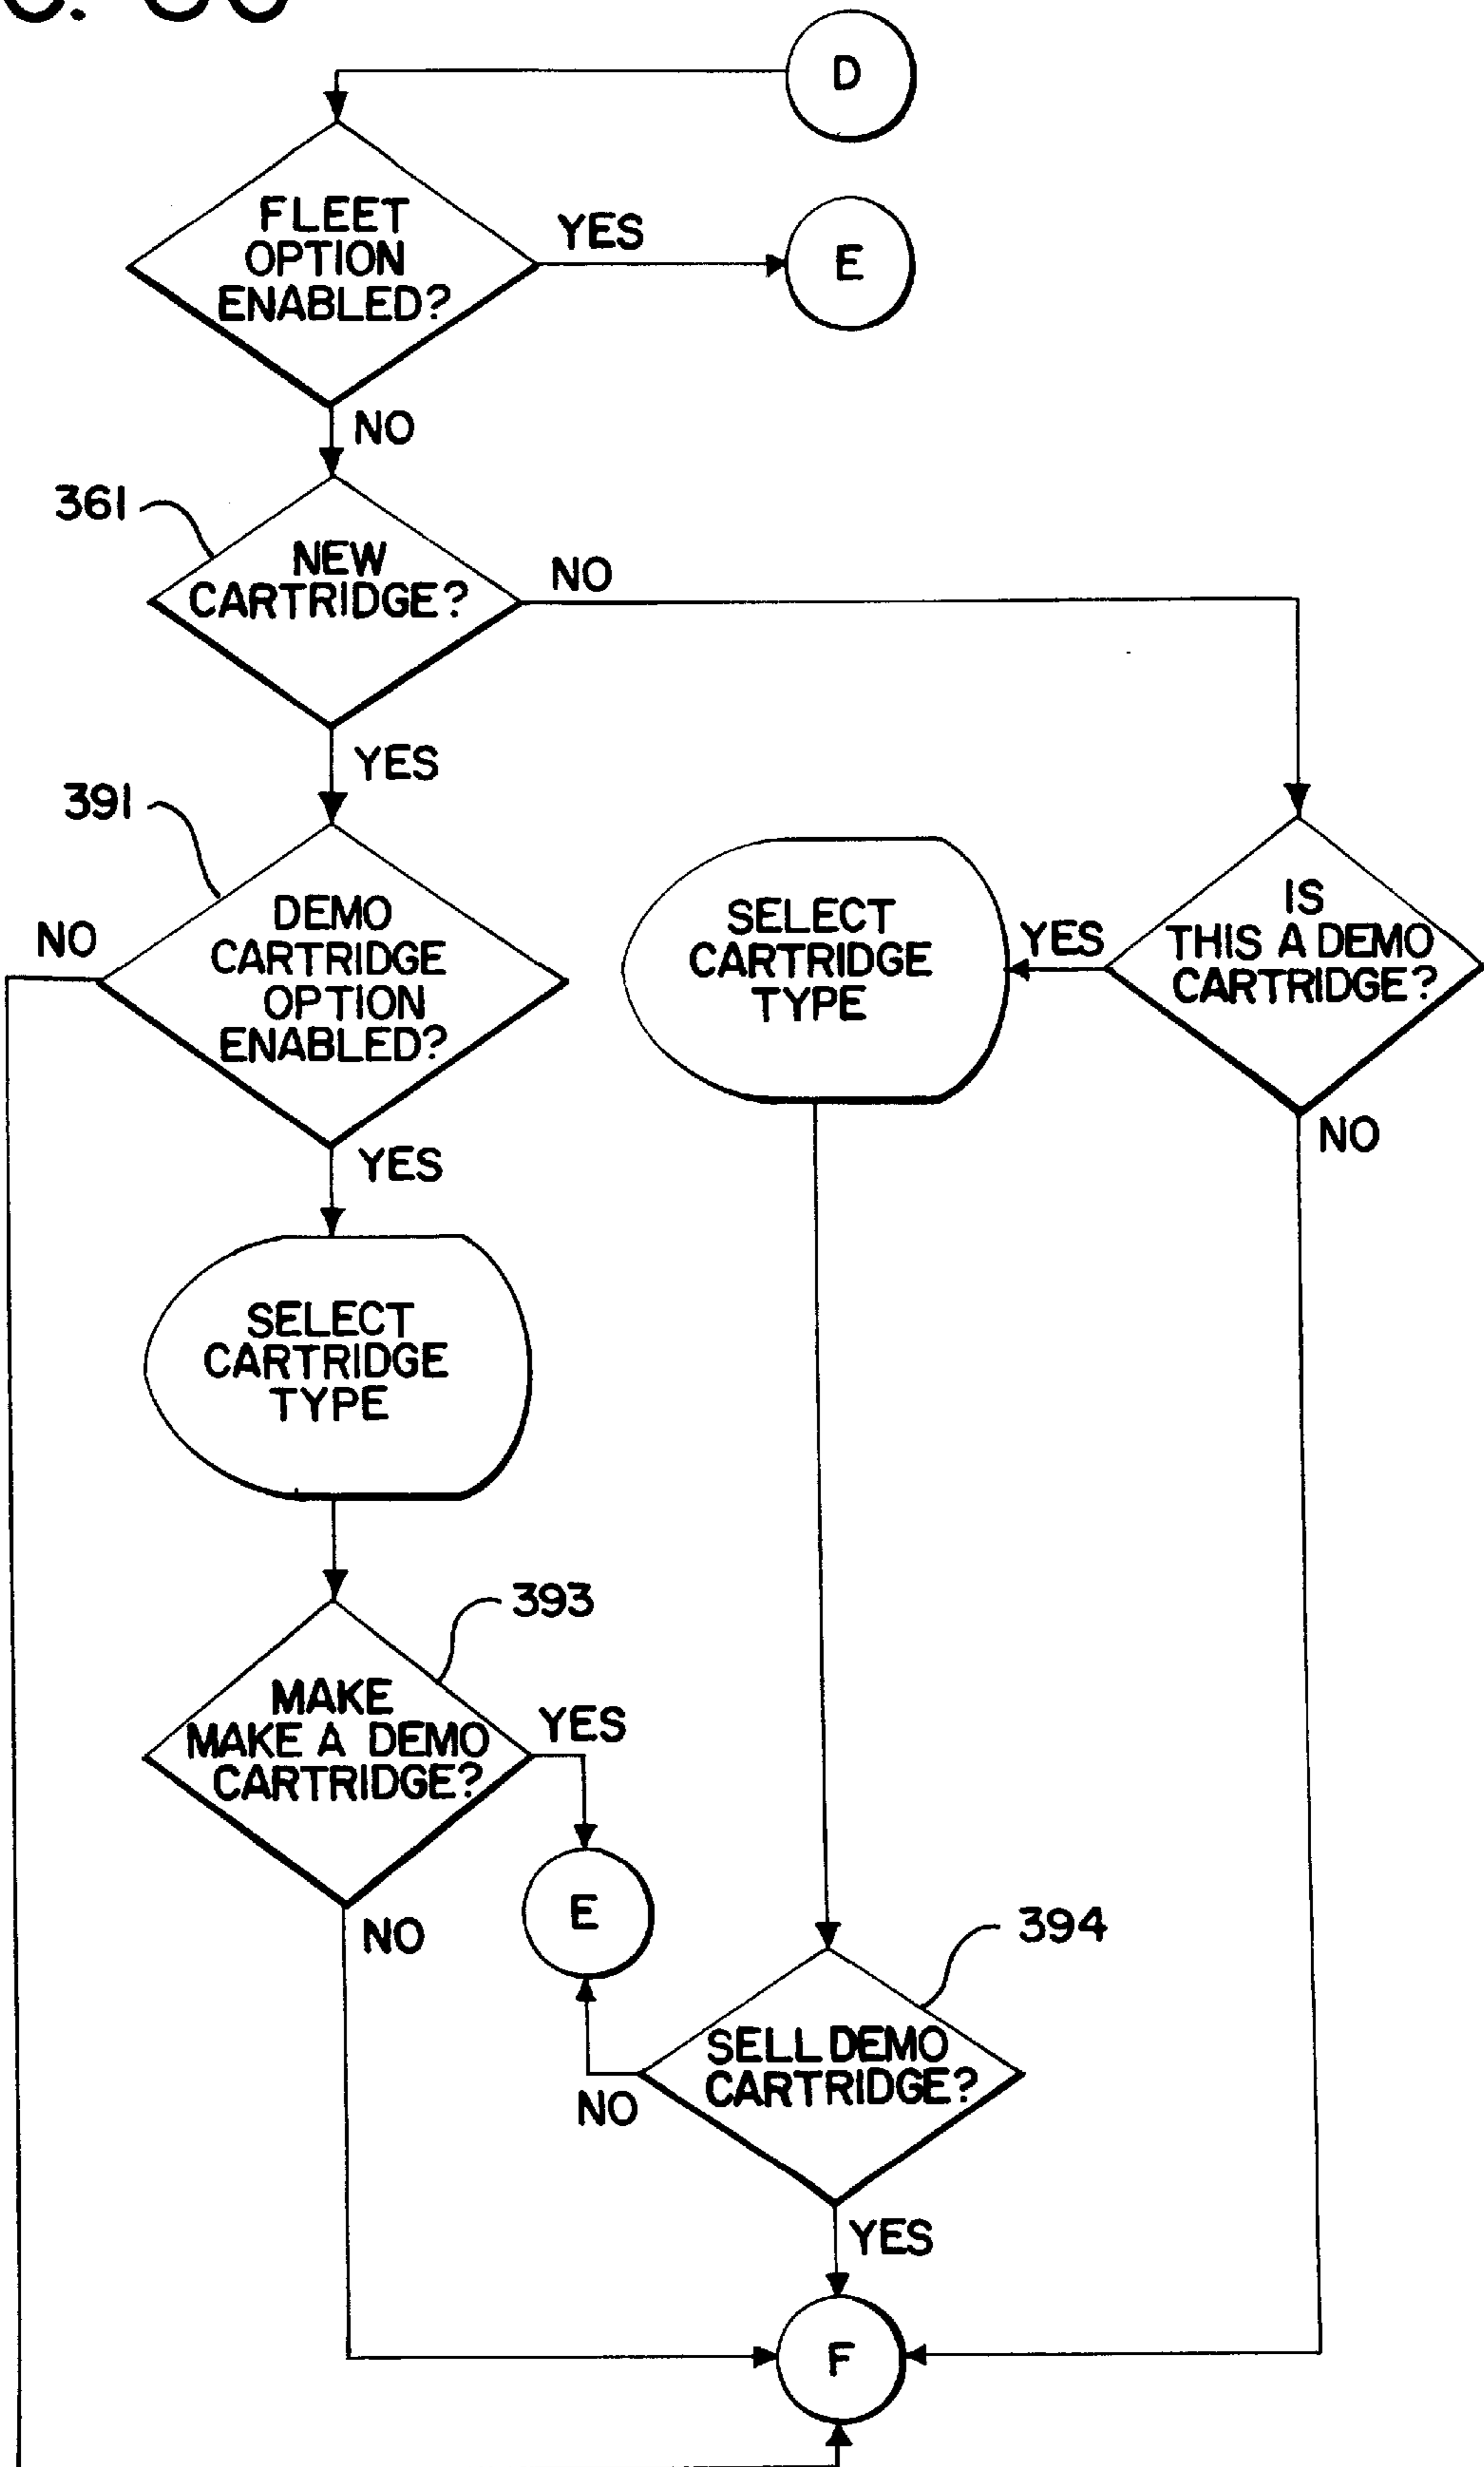 D
FLEET
OPTION
ENABLED?
YES
E
NO
361
NEW
CARTRIDGE?
NO
YES
391
DEMO
CARTRIDGE
OPTION
ENABLED?
NO
YES
SELECT
CARTRIDGE
TYPE
YES
IS
THIS A DEMO
CARTRIDGE?
NO
SELECT
CARTRIDGE
TYPE
393
MAKE
MAKE A DEMO
CARTRIDGE?
YES
E
NO
394
SELL DEMO
CARTRIDGE?
NO
YES
F